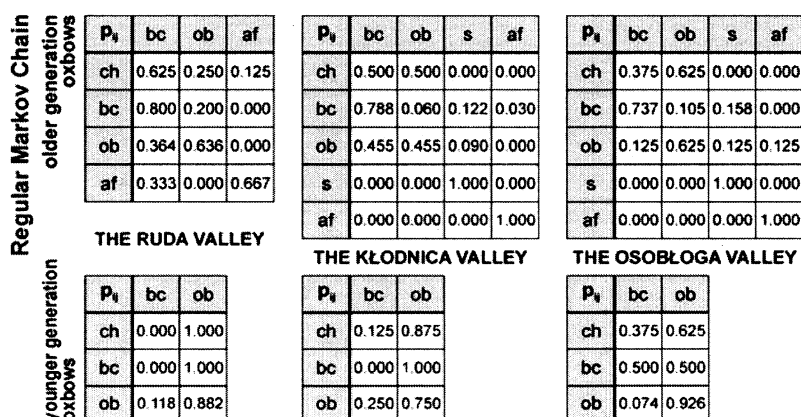 Regular Markov Chain
older generation
oxbows
Pij bc ob af
ch 0.625 0.250 0.125
bc 0.800 0.200 0.000
ob 0.364 0.636 0.000
af 0.333 0.000 0.667
THE RUDA VALLEY
Pij bc ob s af
ch 0.500 0.500 0.000 0.000
bc 0.788 0.060 0.122 0.030
ob 0.455 0.455 0.090 0.000
s 0.000 0.000 1.000 0.000
af 0.000 0.000 0.000 1.000
THE KŁODNICA VALLEY
Pij bc ob s af
ch 0.375 0.625 0.000 0.000
bc 0.737 0.105 0.158 0.000
ob 0.125 0.625 0.125 0.125
s 0.000 0.000 1.000 0.000
af 0.000 0.000 0.000 1.000
THE OSOBŁOGA VALLEY
younger generation
oxbows
Pij bc ob
ch 0.000 1.000
bc 0.000 1.000
ob 0.118 0.882
Pij bc ob
ch 0.125 0.875
bc 0.000 1.000
ob 0.250 0.750
Pij bc ob
ch 0.375 0.625
bc 0.500 0.500
ob 0.074 0.926